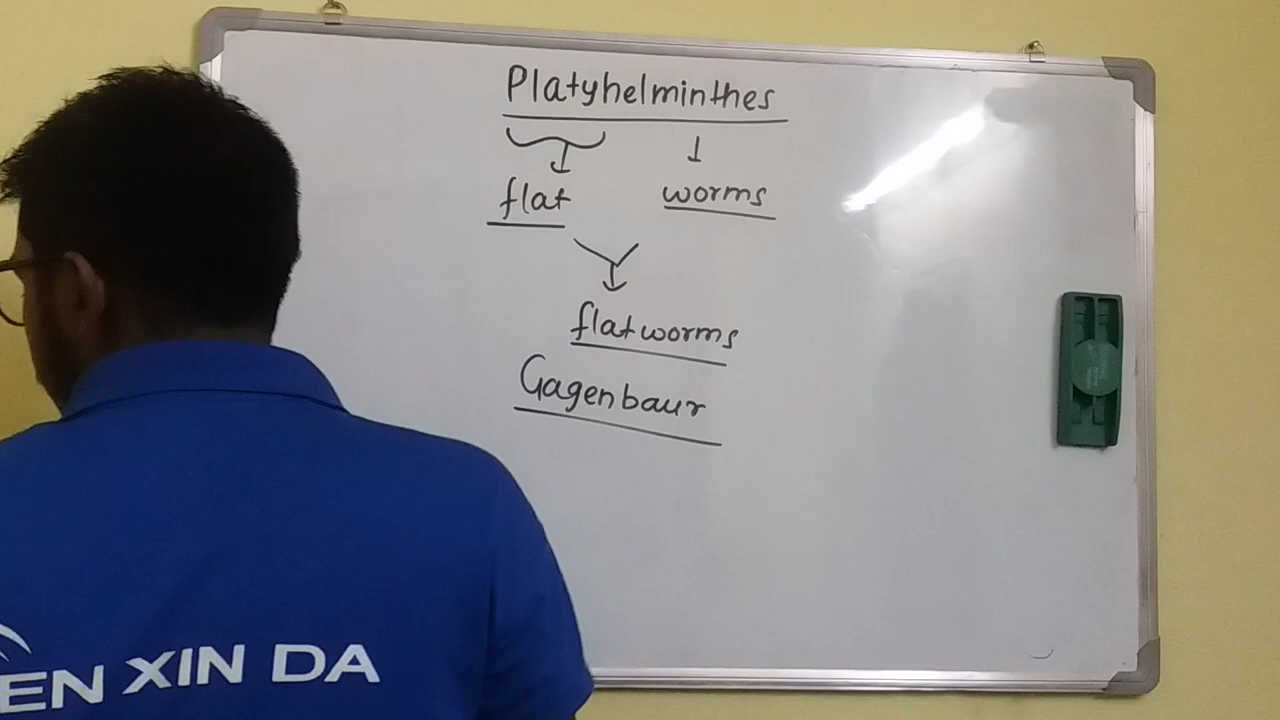 Platyhelminthes
flat worms
flatworms
Gagenbaur
EN XIN DA